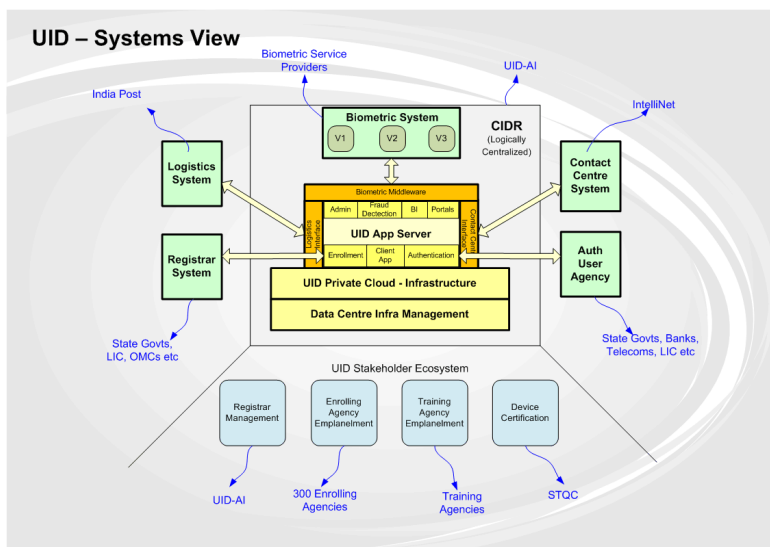 UID – Systems View
Biometric Service
Providers
UID-AI
India Post
IntelliNet
Biometric System
V1
V2
V3
CIDR
(Logically
Centralized)
Logistics
System
Contact
Centre
System
Biometric Middleware
Logistics
Interface
Admin
Fraud
Dectection
BI
Portals
Contact Cente
Interface
UID App Server
Enrollment
Client
App
Authentication
Registrar
System
Auth
User
Agency
UID Private Cloud - Infrastructure
Data Centre Infra Management
State Govts,
LIC, OMCs etc
State Govts, Banks,
Telecoms, LIC etc
UID Stakeholder Ecosystem
Registrar
Management
Enrolling
Agency
Emplanelment
Training
Agency
Emplanelment
Device
Certification
UID-AI
300 Enrolling
Agencies
Training
Agencies
STQC